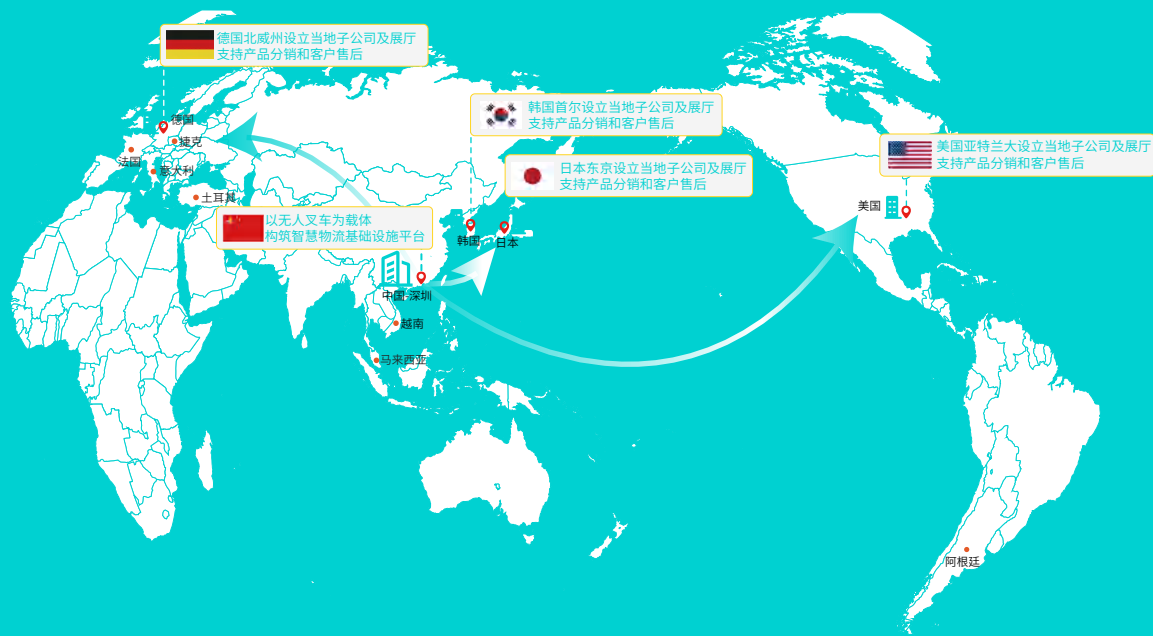 德国北威州设立当地子公司及展厅
支持产品分销和客户售后
韩国首尔设立当地子公司及展厅
支持产品分销和客户售后
德国
捷克
美国亚特兰大设立当地子公司及展厅
支持产品分销和客户售后
法国
意大利
日本东京设立当地子公司及展厅
支持产品分销和客户售后
土耳其
美国
以无人叉车为载体
构筑智慧物流基础设施平台
韩国
日本
中国-深圳
越南
马来西亚
阿根廷